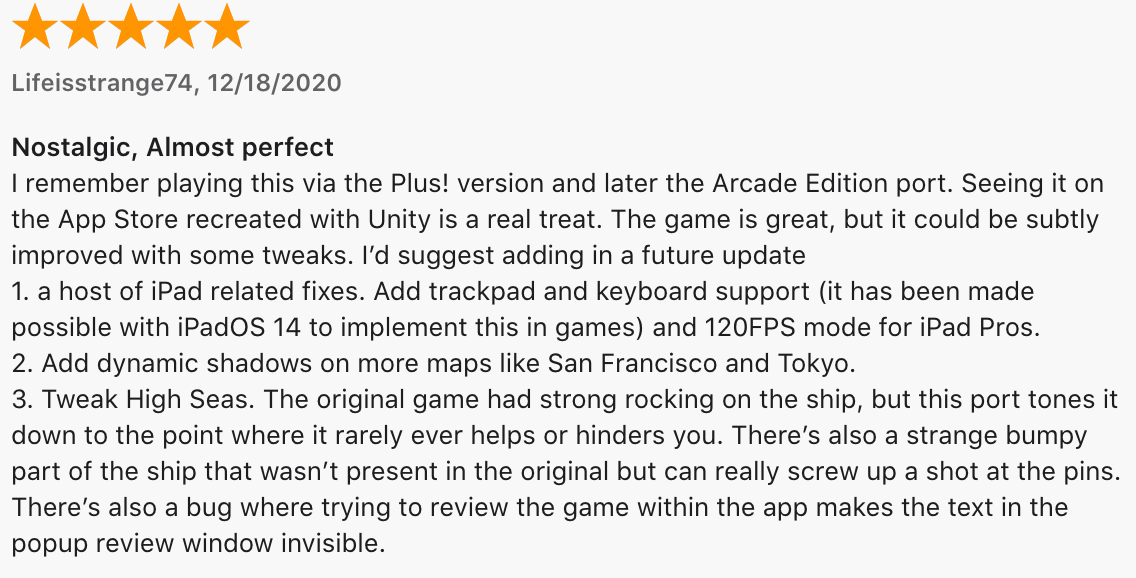 Lifeisstrange74, 12/18/2020
Nostalgic, Almost perfect
I remember playing this via the Plus! version and later the Arcade Edition port. Seeing it on
the App Store recreated with Unity is a real treat. The game is great, but it could be subtly
improved with some tweaks. I’d suggest adding in a future update
1. a host of iPad related fixes. Add trackpad and keyboard support (it has been made
possible with iPadOS 14 to implement this in games) and 120FPS mode for iPad Pros.
2. Add dynamic shadows on more maps like San Francisco and Tokyo.
3. Tweak High Seas. The original game had strong rocking on the ship, but this port tones it
down to the point where it rarely ever helps or hinders you. There’s also a strange bumpy
part of the ship that wasn’t present in the original but can really screw up a shot at the pins.
There’s also a bug where trying to review the game within the app makes the text in the
popup review window invisible.